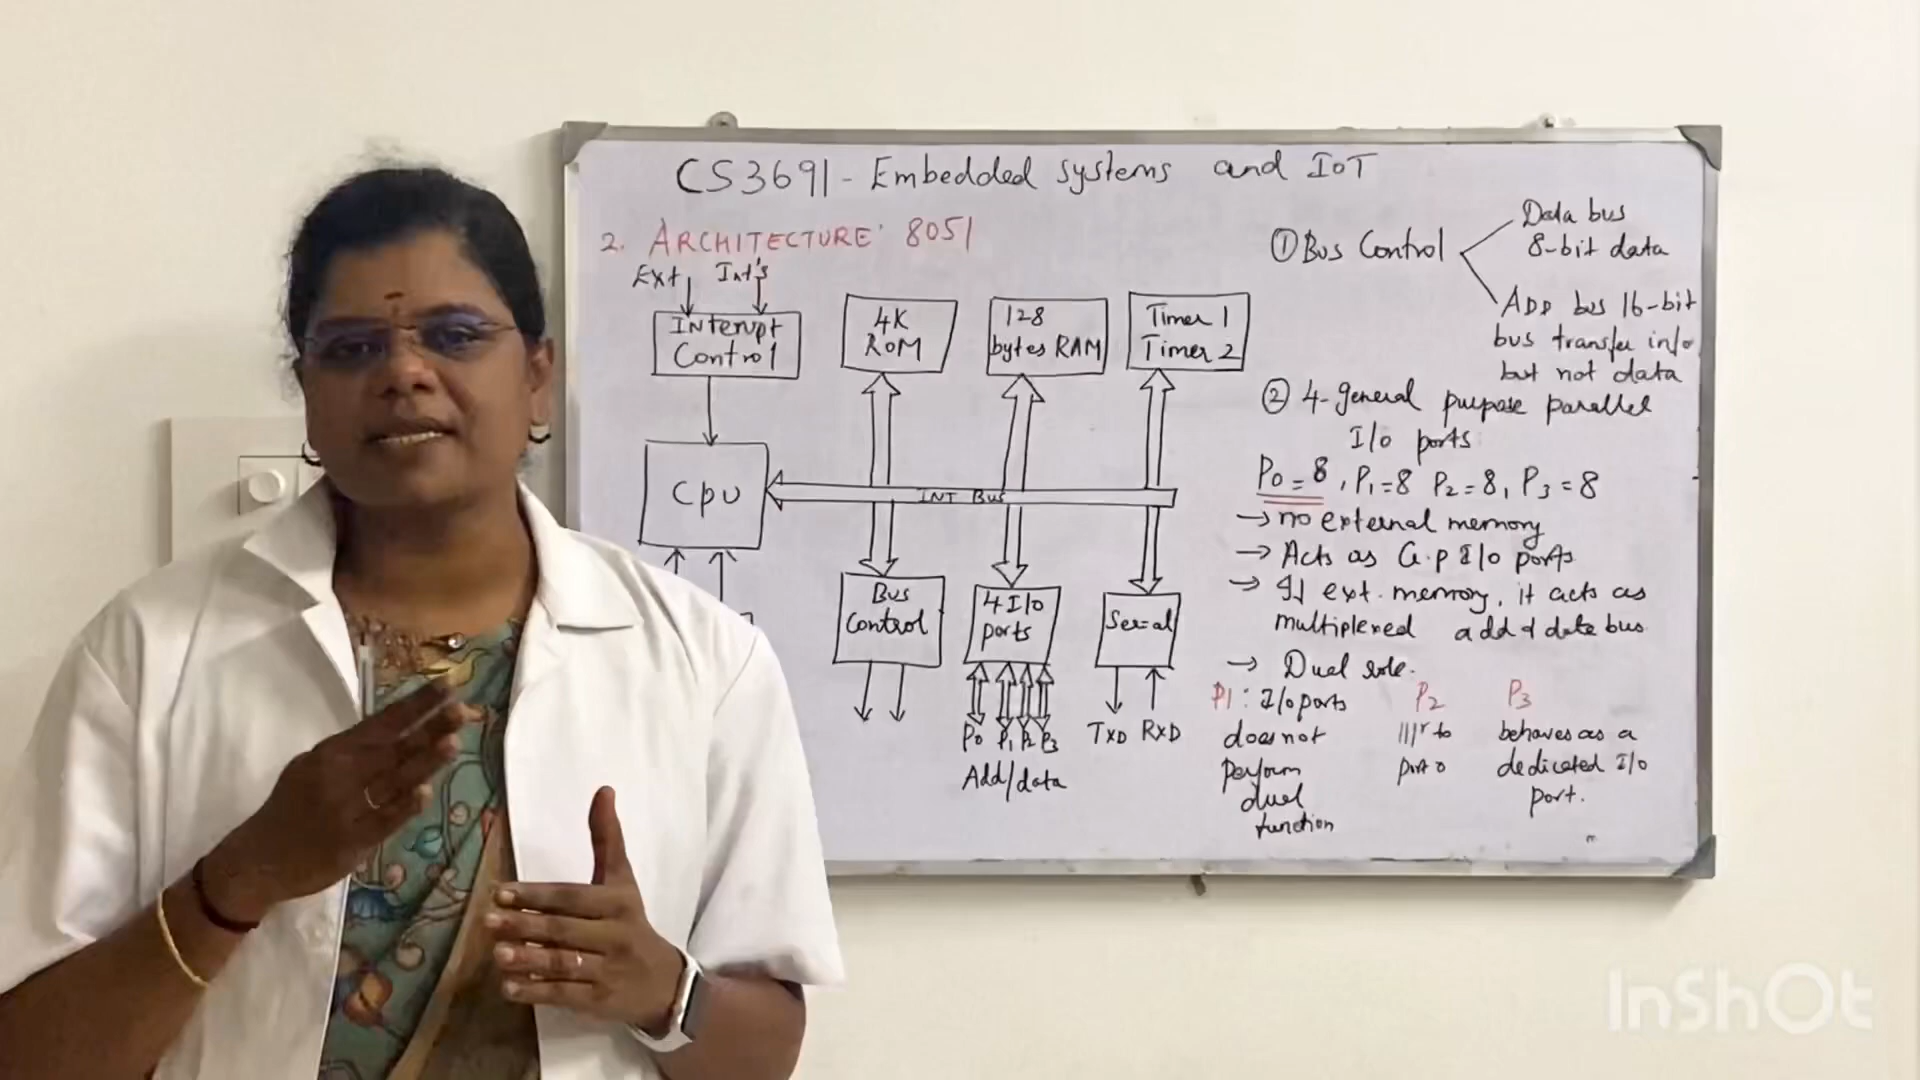 CS3691 - Embedded systems and IoT
2. ARCHITECTURE: 8051
Ext Int's
INterupt
Control
4K
ROM
128
bytes RAM
Timer 1
Timer 2
CPU
INT Bus
Bus
Control
4 I/o
ports
Serial
P0 P1 P2 P3
Add/data
TXD RXD
① Bus Control
Data bus
8-bit data
ADD bus 16-bit
bus transfer info
but not data
② 4-general purpose parallel
I/o ports
P0 = 8, P1 = 8 P2 = 8, P3 = 8
→ no external memory
→ Acts as G.p I/o ports
→ If ext. memory, it acts as
multiplexed add & data bus
→ Dual role.
P1: I/o ports
does not
perform
dual
function
P2
|||r to
port 0
P3
behaves as a
dedicated I/o
port.
InShOt